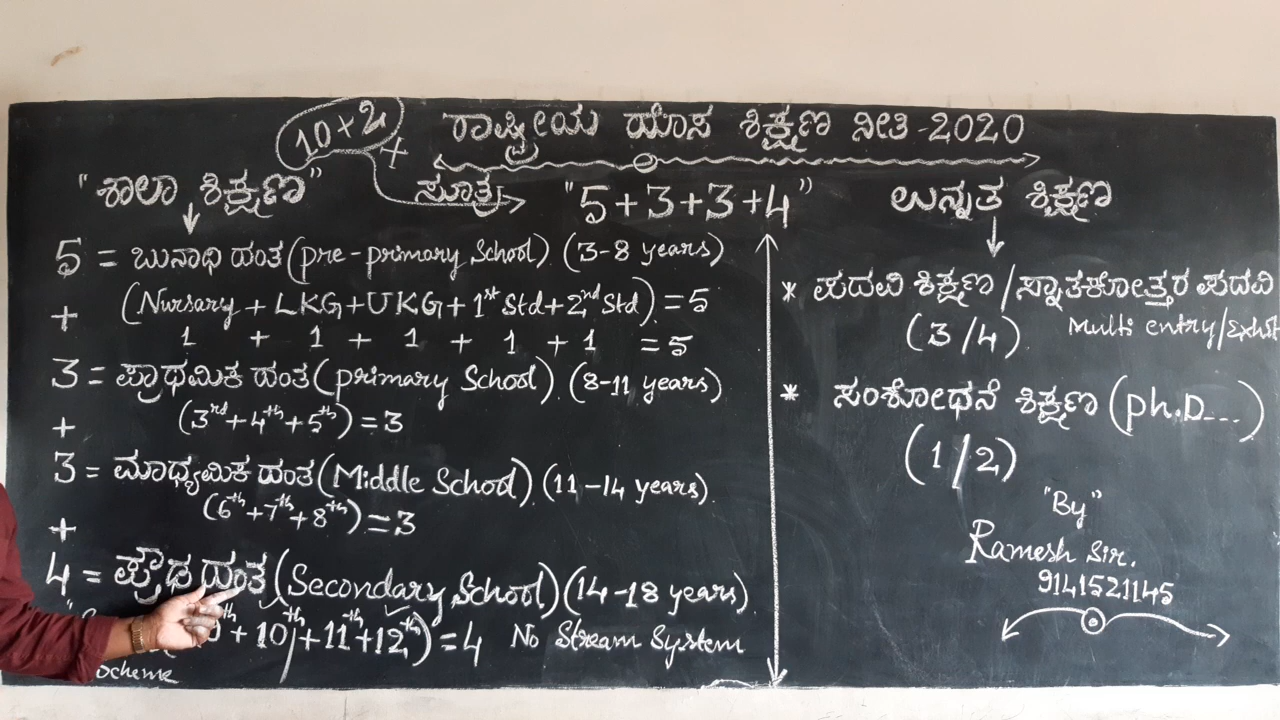 10+2
ರಾಷ್ಟ್ರೀಯ ಹೊಸ ಶಿಕ್ಷಣ ನೀತಿ-2020
"ಶಾಲಾ ಶಿಕ್ಷಣ"
ಸೂತ್ರ "5+3+3+4"
5 = ಬುನಾಧಿ ಹಂತ (pre-primary School) (3-8 years)
+ (Nursary + LKG+UKG+1st Std+2nd Std) = 5
1 + 1 + 1 + 1 + 1 = 5
3 = ಪ್ರಾಥಮಿಕ ಹಂತ (primary School) (8-11 years)
+ (3rd+4th+5th) = 3
3 = ಮಾಧ್ಯಮಿಕ ಹಂತ (Middle School) (11-14 years)
+ (6th+7th+8th) = 3
4 = ಪ್ರೌಢ ಹಂತ (Secondary School) (14-18 years)
th + 10th + 11th + 12th) = 4 No Stream System
Scheme
ಉನ್ನತ ಶಿಕ್ಷಣ
* ಪದವಿ ಶಿಕ್ಷಣ / ಸ್ನಾತಕೋತ್ತರ ಪದವಿ
(3/4) Multi entry/
* ಸಂಶೋಧನೆ ಶಿಕ್ಷಣ (ph.D...)
(1/2)
"By"
Ramesh Sir.
9141521145